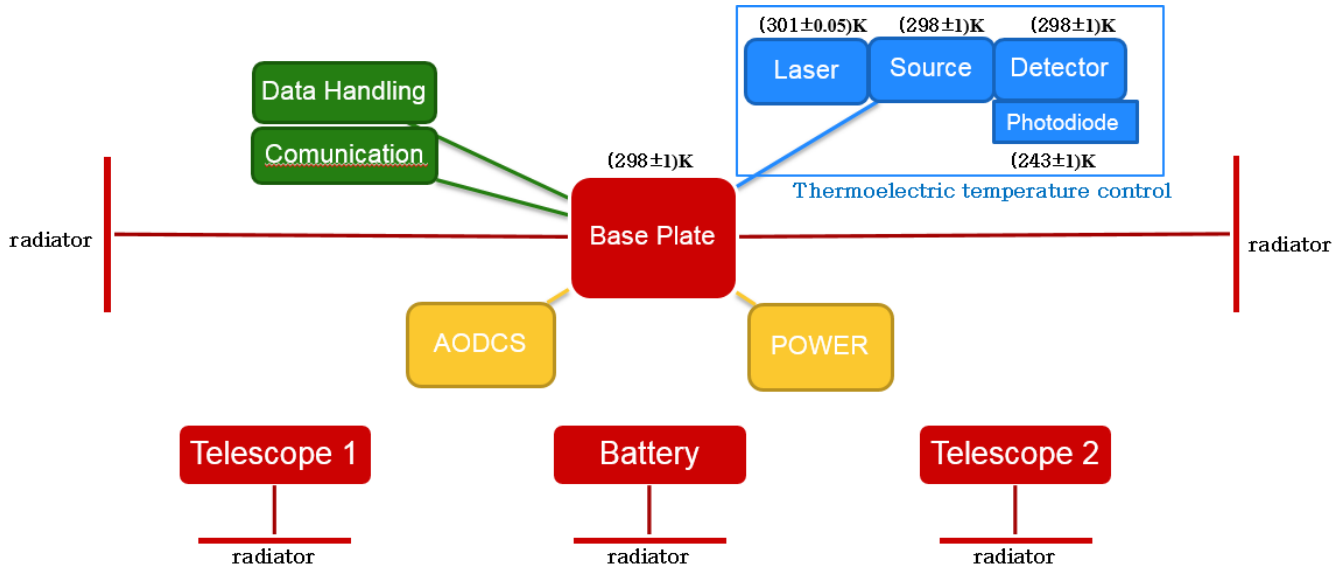 (301±0.05)K
(298±1)K
(298±1)K
Laser
Source
Detector
Photodiode
(243±1)K
Thermoelectric temperature control
Data Handling
Comunication
(298±1)K
Base Plate
radiator
radiator
AODCS
POWER
Telescope 1
Battery
Telescope 2
radiator
radiator
radiator